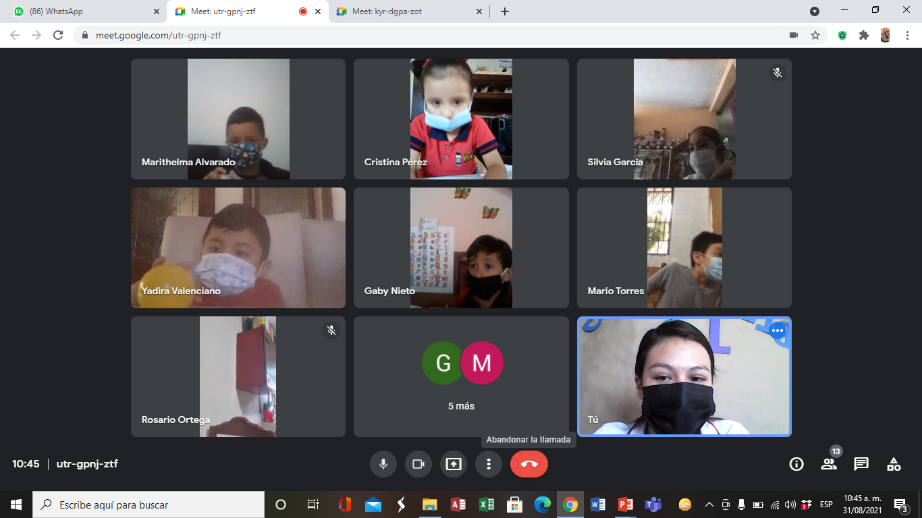 (86) WhatsApp
Meet: utr-gpnj-ztf
Meet: kyr-dgpa-zot
meet.google.com/utr-gpnj-ztf
Marithelma Alvarado
Cristina Pérez
Silvia Garcia
Yadira Valenciano
Gaby Nieto
Mario Torres
Rosario Ortega
G M
5 más
Tú
Abandonar la llamada
10:45 | utr-gpnj-ztf
13
Escribe aquí para buscar
ESP
10:45 a. m.
31/08/2021
3